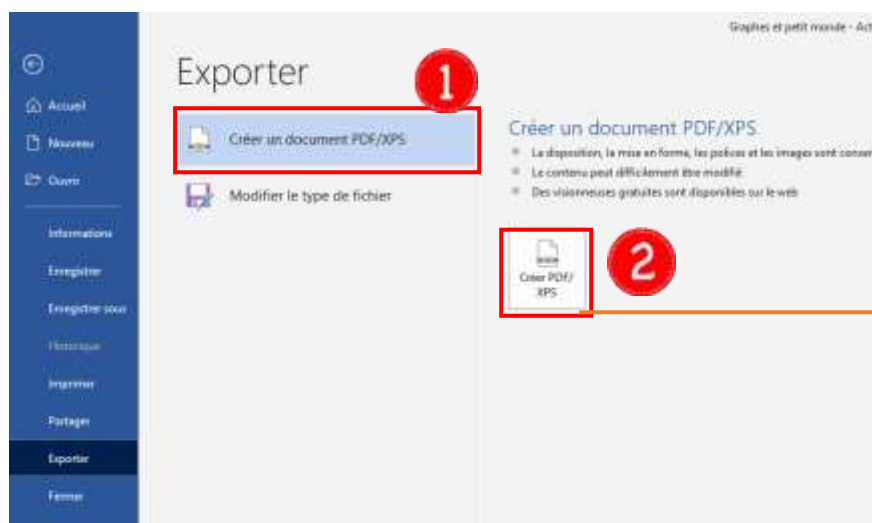 Graphes et petit monde - Act
Exporter
1
Accueil
Nouveau
Ouvrir
Informations
Enregistrer
Enregistrer sous
Historique
Imprimer
Partager
Exporter
Fermer
Créer un document PDF/XPS
Modifier le type de fichier
Créer un document PDF/XPS
La disposition, la mise en forme, les polices et les images sont conser
Le contenu peut difficilement être modifié.
Des visionneuses gratuites sont disponibles sur le web
Créer PDF/
XPS
2